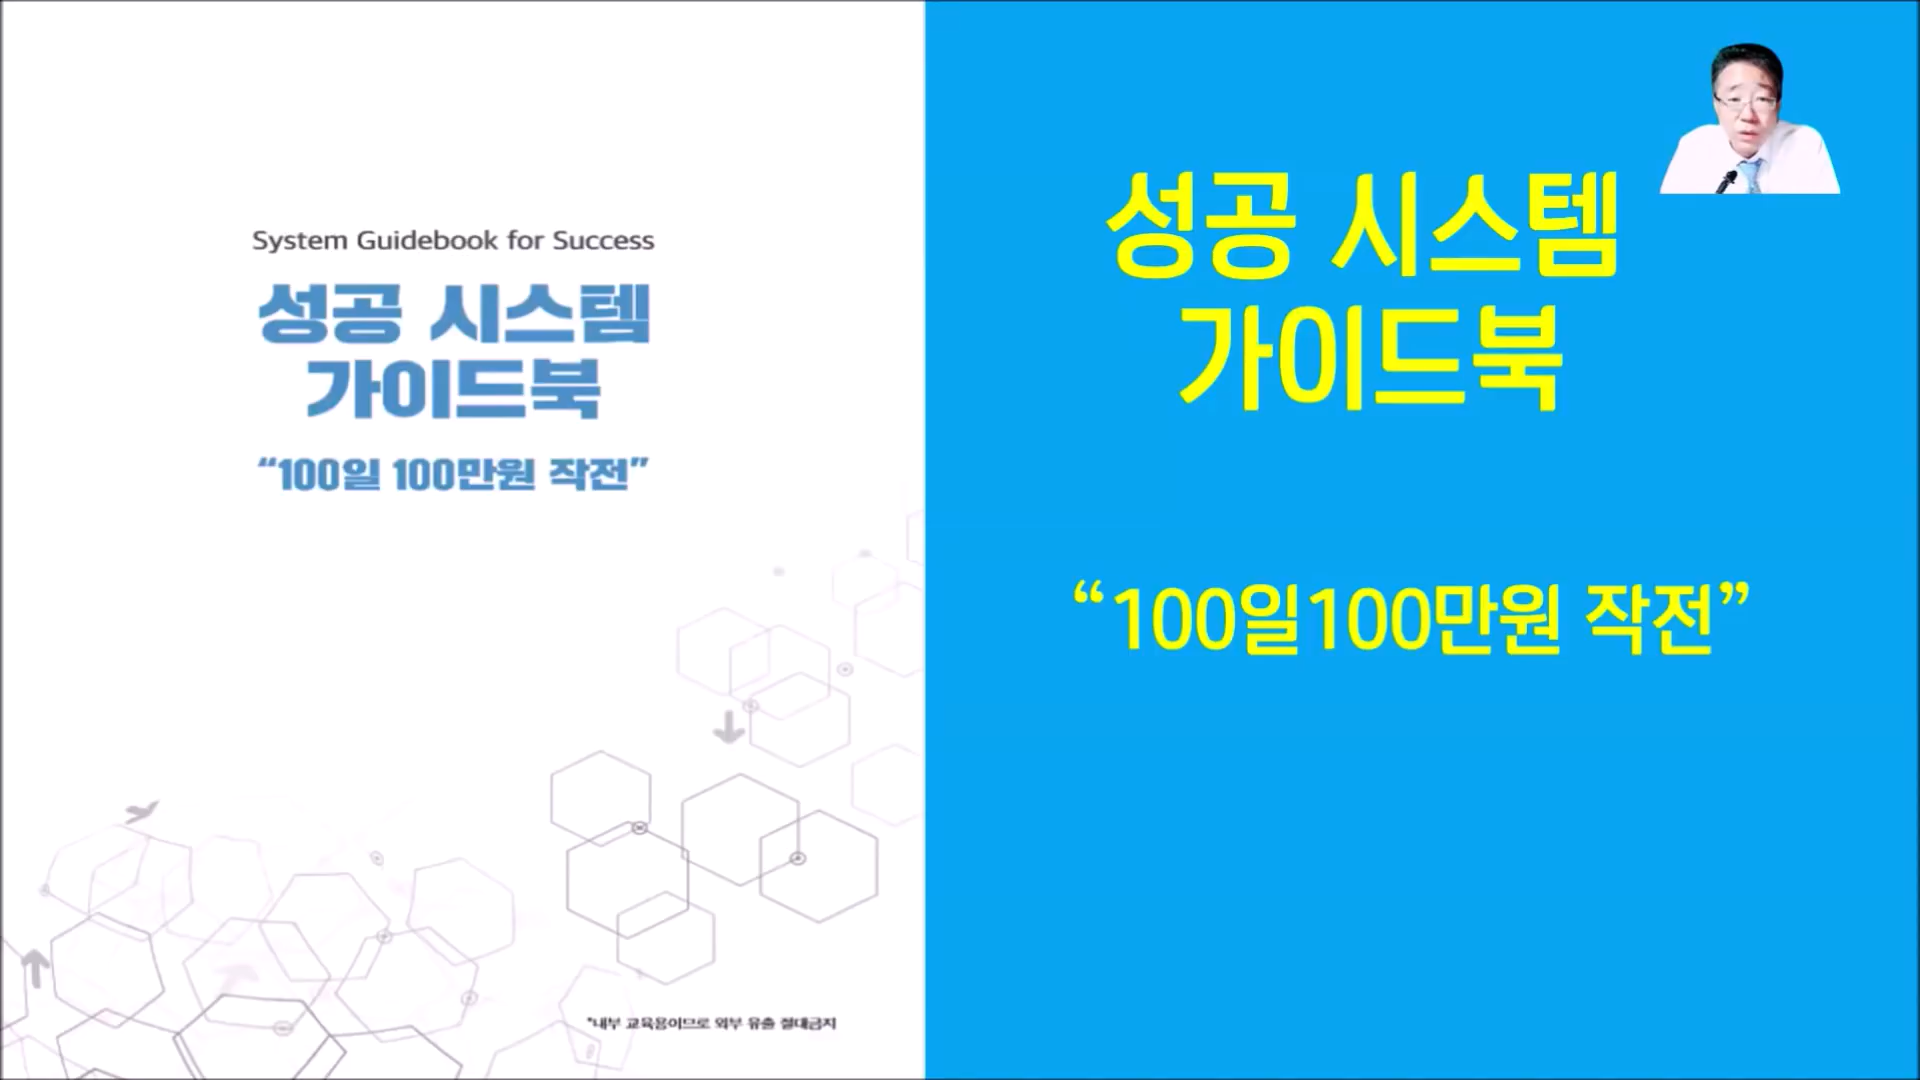 System Guidebook for Success
성공 시스템
가이드북
“100일 100만원 작전”
*내부 교육용이므로 외부 유출 절대금지
성공 시스템
가이드북
“100일100만원 작전”